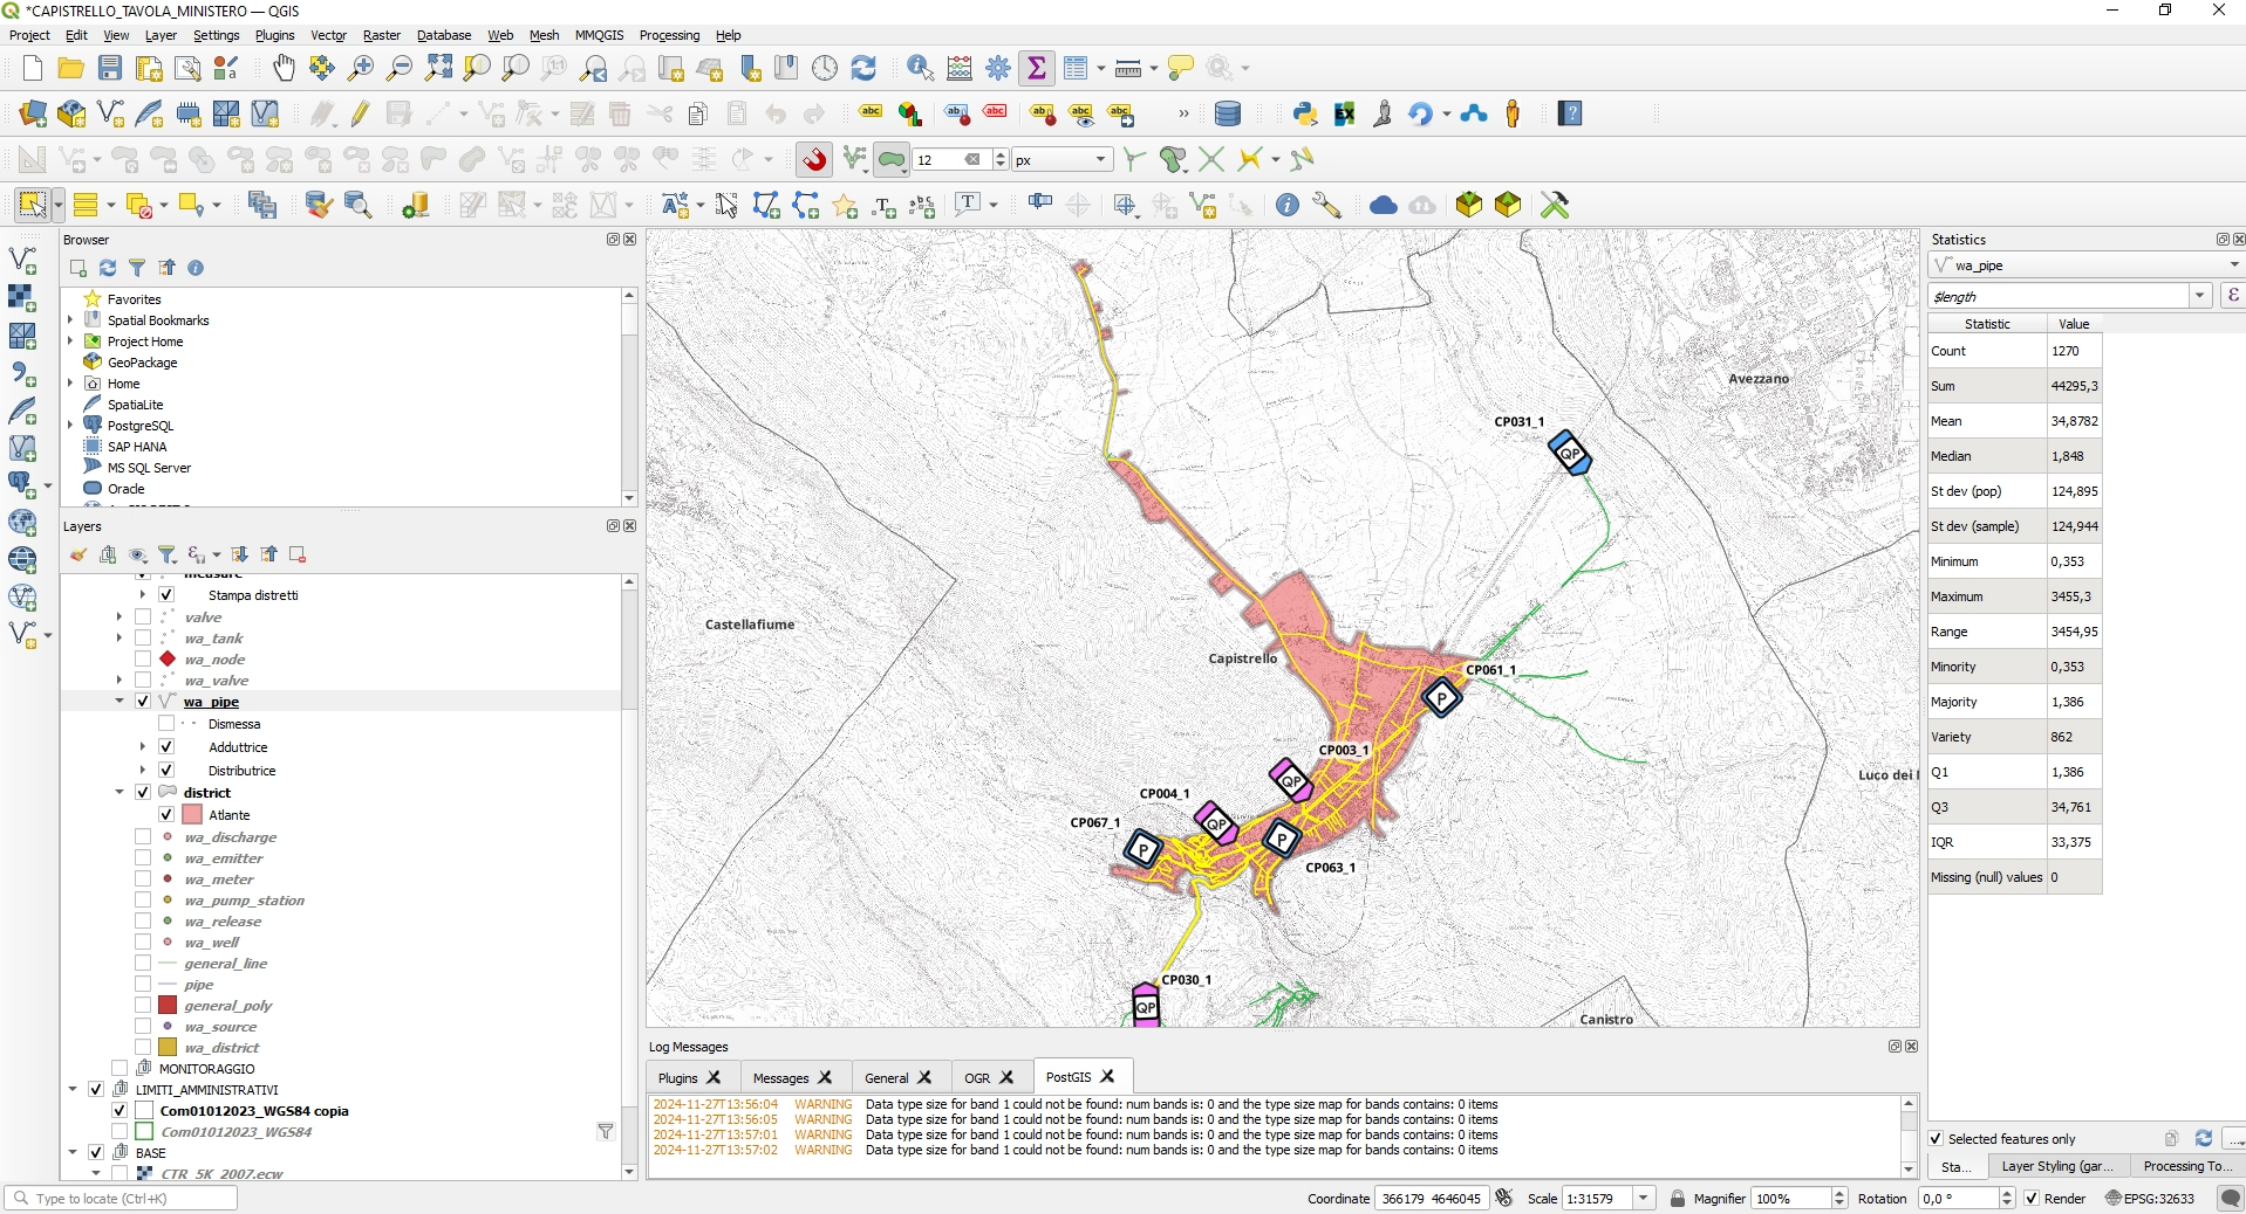 *CAPISTRELLO_TAVOLA_MINISTERO — QGIS
Project Edit View Layer Settings Plugins Vector Raster Database Web Mesh MMQGIS Processing Help
12 px
Browser
Favorites
Spatial Bookmarks
Project Home
GeoPackage
Home
SpatiaLite
PostgreSQL
SAP HANA
MS SQL Server
Oracle
Layers
measure
Stampa distretti
valve
wa_tank
wa_node
wa_valve
wa_pipe
Dismessa
Adduttrice
Distributrice
district
Atlante
wa_discharge
wa_emitter
wa_meter
wa_pump_station
wa_release
wa_well
general_line
pipe
general_poly
wa_source
wa_district
MONITORAGGIO
LIMITI_AMMINISTRATIVI
Com01012023_WGS84 copia
Com01012023_WGS84
BASE
CTR_5K_2007.ecw
Avezzano
CP031_1
QP
Castellafiume
Capistrello
CP061_1
P
CP003_1
QP
Luco dei
CP004_1
QP
CP067_1
P
P
CP063_1
CP030_1
QP
Canistro
Log Messages
Plugins Messages General OGR PostGIS
2024-11-27T13:56:04 WARNING Data type size for band 1 could not be found: num bands is: 0 and the type size map for bands contains: 0 items
2024-11-27T13:56:05 WARNING Data type size for band 1 could not be found: num bands is: 0 and the type size map for bands contains: 0 items
2024-11-27T13:57:01 WARNING Data type size for band 1 could not be found: num bands is: 0 and the type size map for bands contains: 0 items
2024-11-27T13:57:02 WARNING Data type size for band 1 could not be found: num bands is: 0 and the type size map for bands contains: 0 items
Statistics
wa_pipe
$length
Statistic Value
Count 1270
Sum 44295,3
Mean 34,8782
Median 1,848
St dev (pop) 124,895
St dev (sample) 124,944
Minimum 0,353
Maximum 3455,3
Range 3454,95
Minority 0,353
Majority 1,386
Variety 862
Q1 1,386
Q3 34,761
IQR 33,375
Missing (null) values 0
Selected features only
Sta... Layer Styling (gar... Processing To...
Type to locate (Ctrl+K) Coordinate 366179 4646045 Scale 1:31579 Magnifier 100% Rotation 0,0 ° Render EPSG:32633